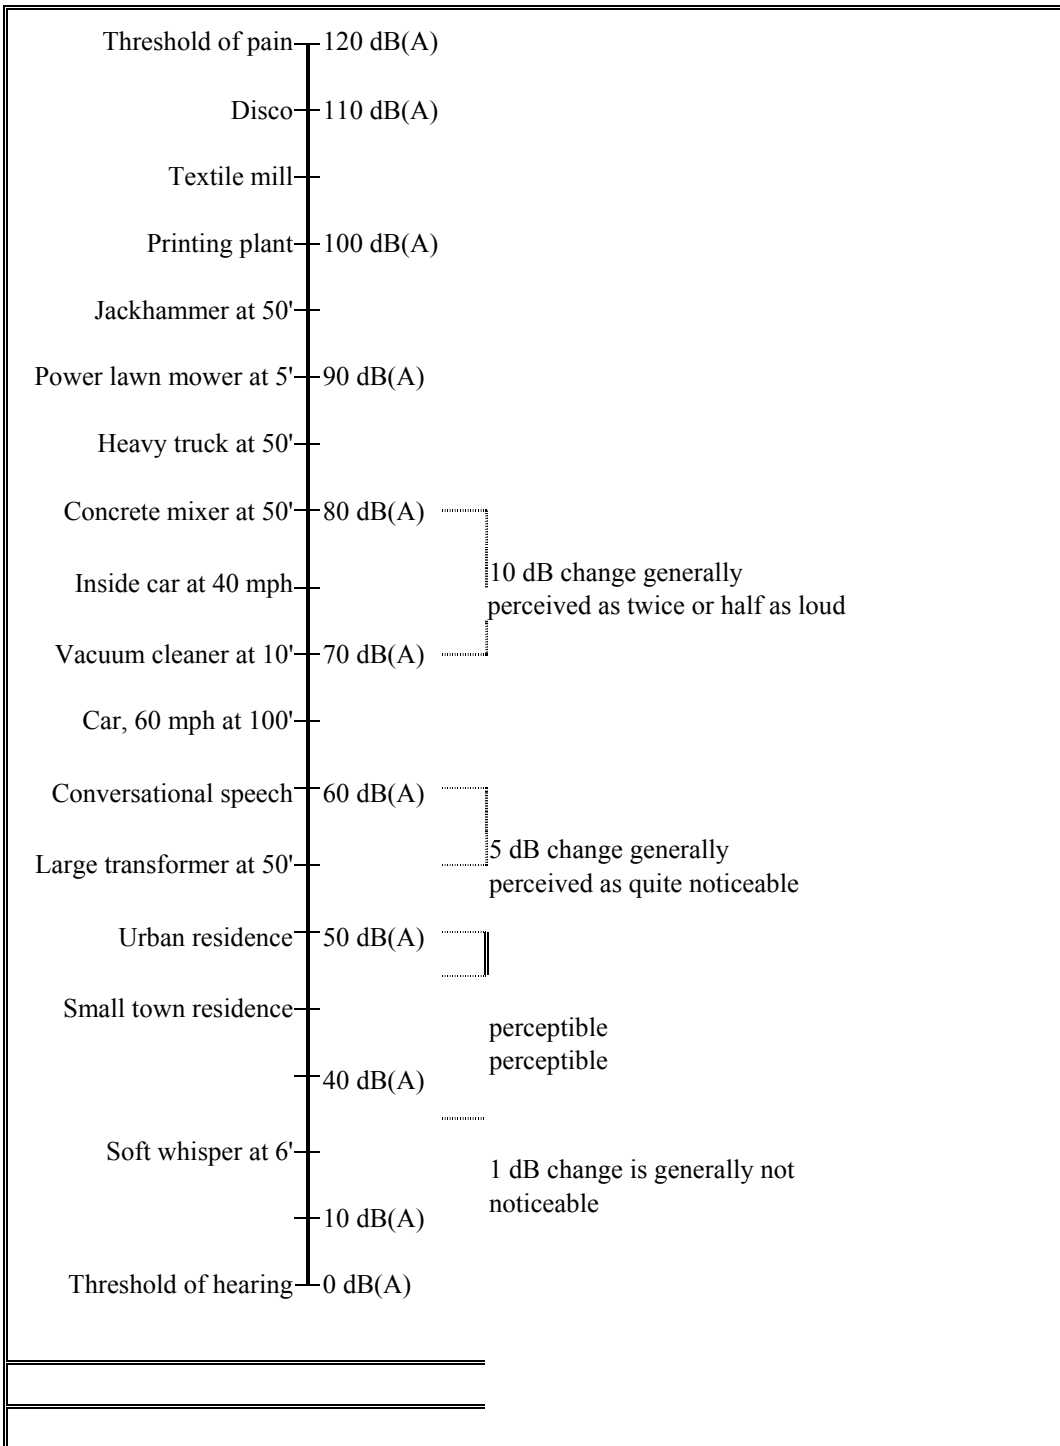 Threshold of pain 120 dB(A)
Disco 110 dB(A)
Textile mill
Printing plant 100 dB(A)
Jackhammer at 50'
Power lawn mower at 5' 90 dB(A)
Heavy truck at 50'
Concrete mixer at 50' 80 dB(A)
Inside car at 40 mph
10 dB change generally
perceived as twice or half as loud
Vacuum cleaner at 10' 70 dB(A)
Car, 60 mph at 100'
Conversational speech 60 dB(A)
Large transformer at 50'
5 dB change generally
perceived as quite noticeable
Urban residence 50 dB(A)
Small town residence
perceptible
perceptible
40 dB(A)
Soft whisper at 6'
1 dB change is generally not
noticeable
10 dB(A)
Threshold of hearing 0 dB(A)